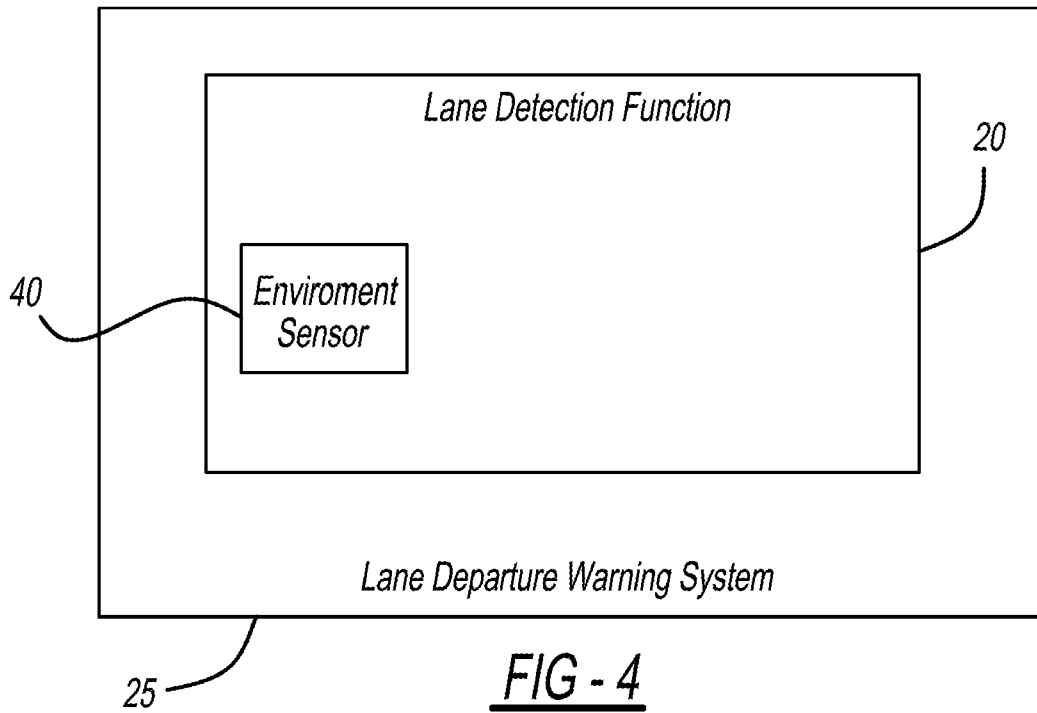 Lane Detection Function
20
40
Enviroment
Sensor
Lane Departure Warning System
25
FIG - 4